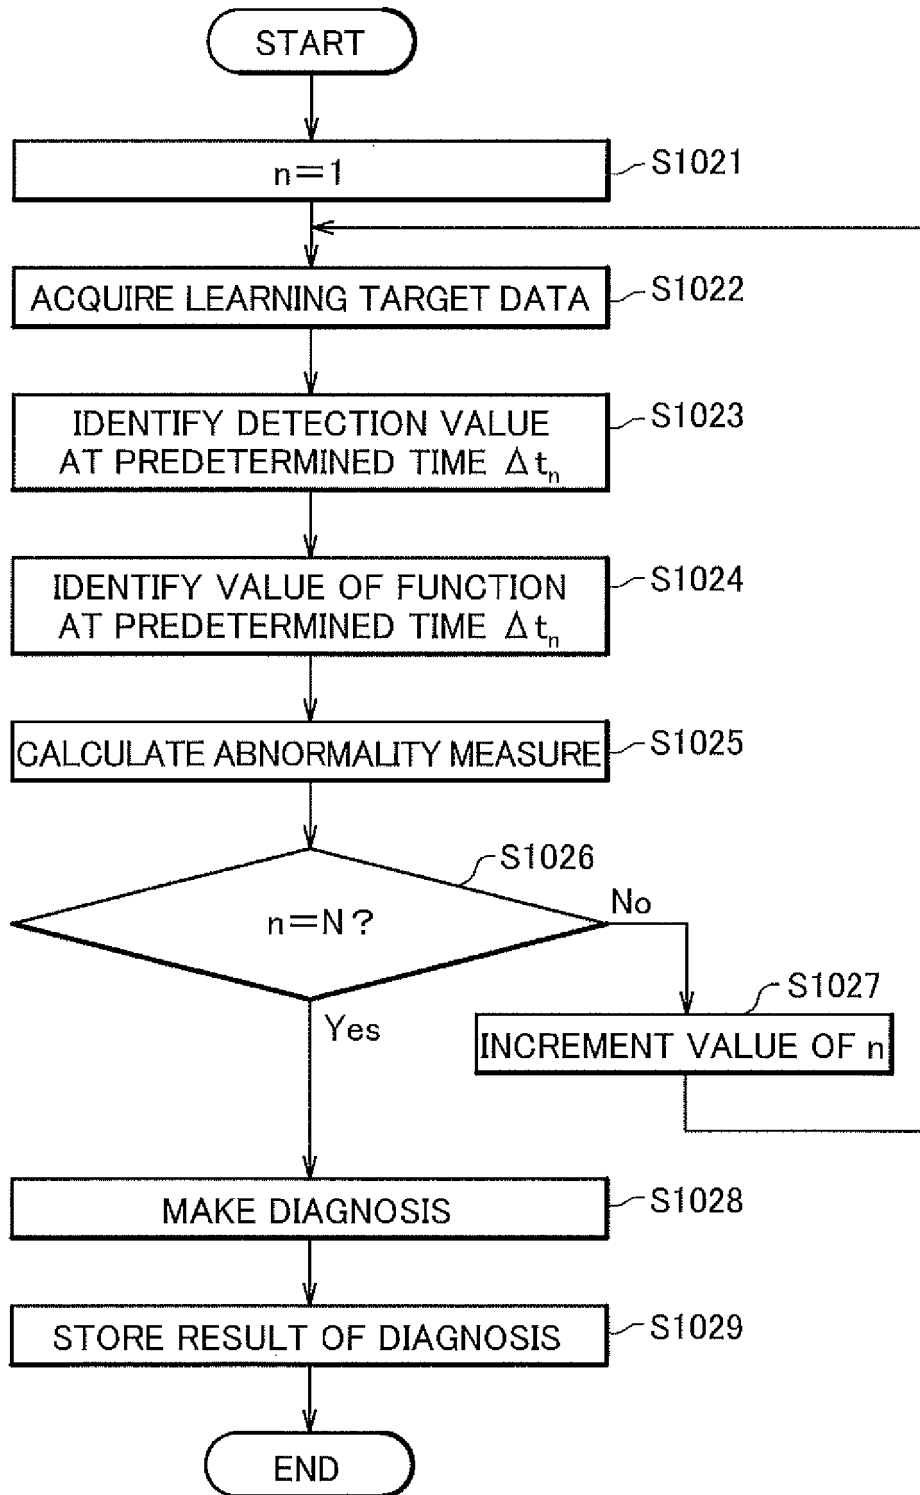 START
n=1
S1021
ACQUIRE LEARNING TARGET DATA
S1022
IDENTIFY DETECTION VALUE
AT PREDETERMINED TIME Δtn
S1023
IDENTIFY VALUE OF FUNCTION
AT PREDETERMINED TIME Δtn
S1024
CALCULATE ABNORMALITY MEASURE
S1025
n=N?
S1026
No
Yes
S1027
INCREMENT VALUE OF n
MAKE DIAGNOSIS
S1028
STORE RESULT OF DIAGNOSIS
S1029
END